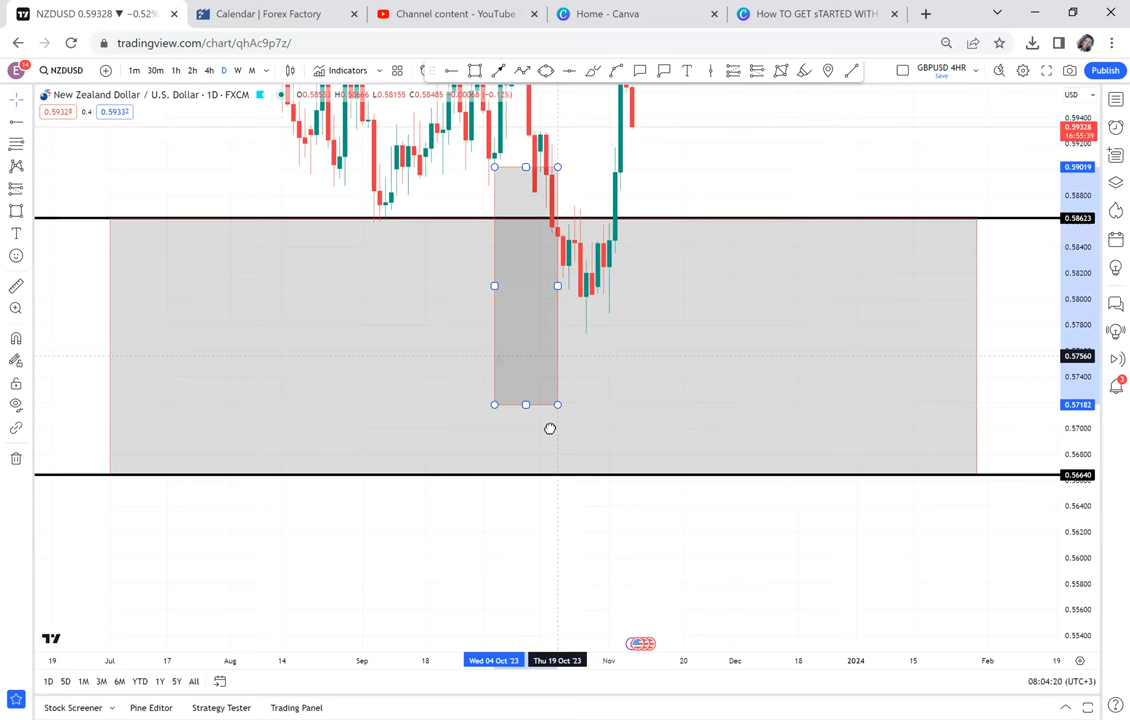 NZDUSD 0.59328 ▼ −0.52%
Calendar | Forex Factory
Channel content - YouTube
Home - Canva
How TO GET sTARTED WITH
tradingview.com/chart/qhAc9p7z/
14
NZDUSD
1m 30m 1h 2h 4h D W M
Indicators
T
GBPUSD 4HR
Save
Publish
New Zealand Dollar / U.S. Dollar · 1D · FXCM
0.59328 0.4 0.59332
USD
0.59400
0.59328
16:55:39
0.59200
0.59019
0.58800
0.58623
0.58400
0.58200
0.58000
0.57800
0.57560
0.57400
0.57182
0.57000
0.56800
0.56640
0.56400
0.56200
0.56000
0.55800
0.55600
0.55400
3
19 Jul 17 Aug 14 Sep 18 Wed 04 Oct '23 Thu 19 Oct '23 Nov 20 Dec 18 2024 15 Feb 19
1D 5D 1M 3M 6M YTD 1Y 5Y All
08:04:20 (UTC+3)
Stock Screener Pine Editor Strategy Tester Trading Panel